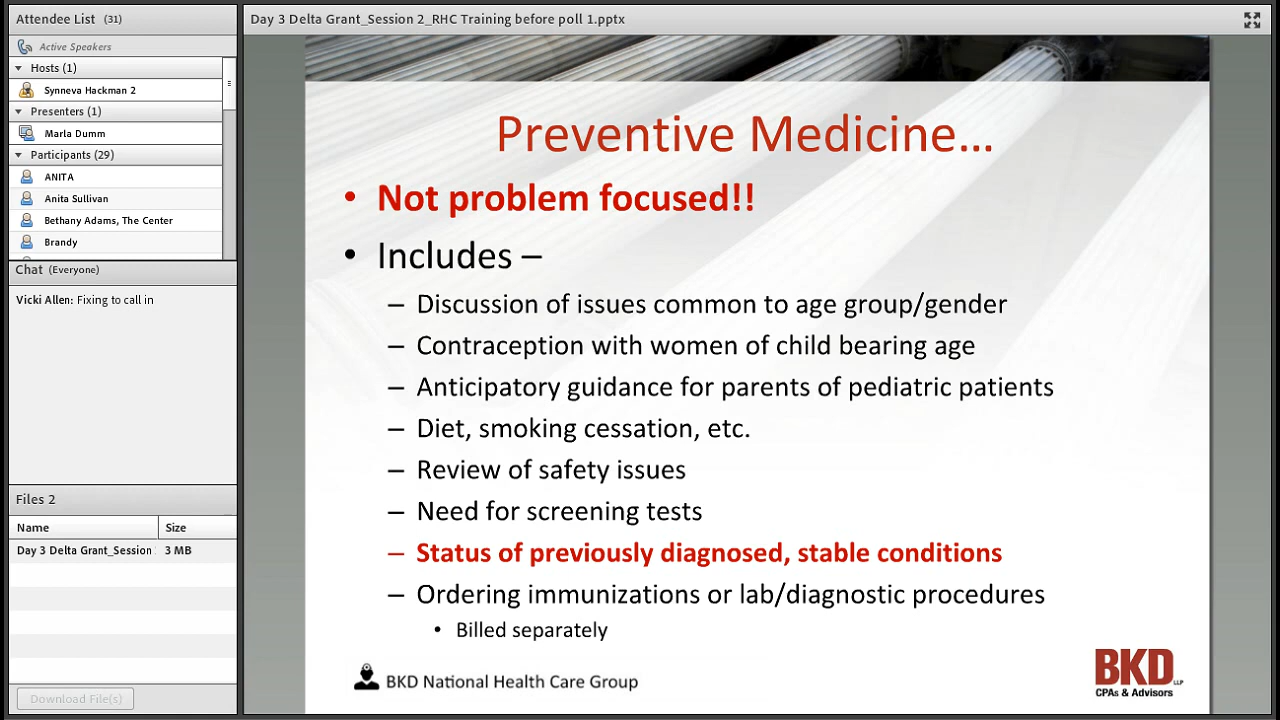 Attendee List (31)
Active Speakers
Hosts (1)
Synneva Hackman 2
Presenters (1)
Marla Dumm
Participants (29)
ANITA
Anita Sullivan
Bethany Adams, The Center
Brandy
Chat (Everyone)
Vicki Allen: Fixing to call in
Files 2
Name Size
Day 3 Delta Grant_Session 3 MB
Download File(s)
Day 3 Delta Grant_Session 2_RHC Training before poll 1.pptx
Preventive Medicine…
• Not problem focused!!
• Includes –
– Discussion of issues common to age group/gender
– Contraception with women of child bearing age
– Anticipatory guidance for parents of pediatric patients
– Diet, smoking cessation, etc.
– Review of safety issues
– Need for screening tests
– Status of previously diagnosed, stable conditions
– Ordering immunizations or lab/diagnostic procedures
• Billed separately
BKD National Health Care Group
BKD LLP
CPAs & Advisors